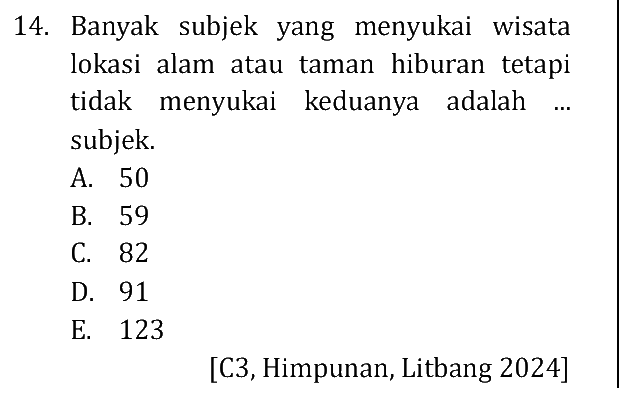 14. Banyak subjek yang menyukai wisata
lokasi alam atau taman hiburan tetapi
tidak menyukai keduanya adalah ...
subjek.
A. 50
B. 59
C. 82
D. 91
E. 123
[C3, Himpunan, Litbang 2024]